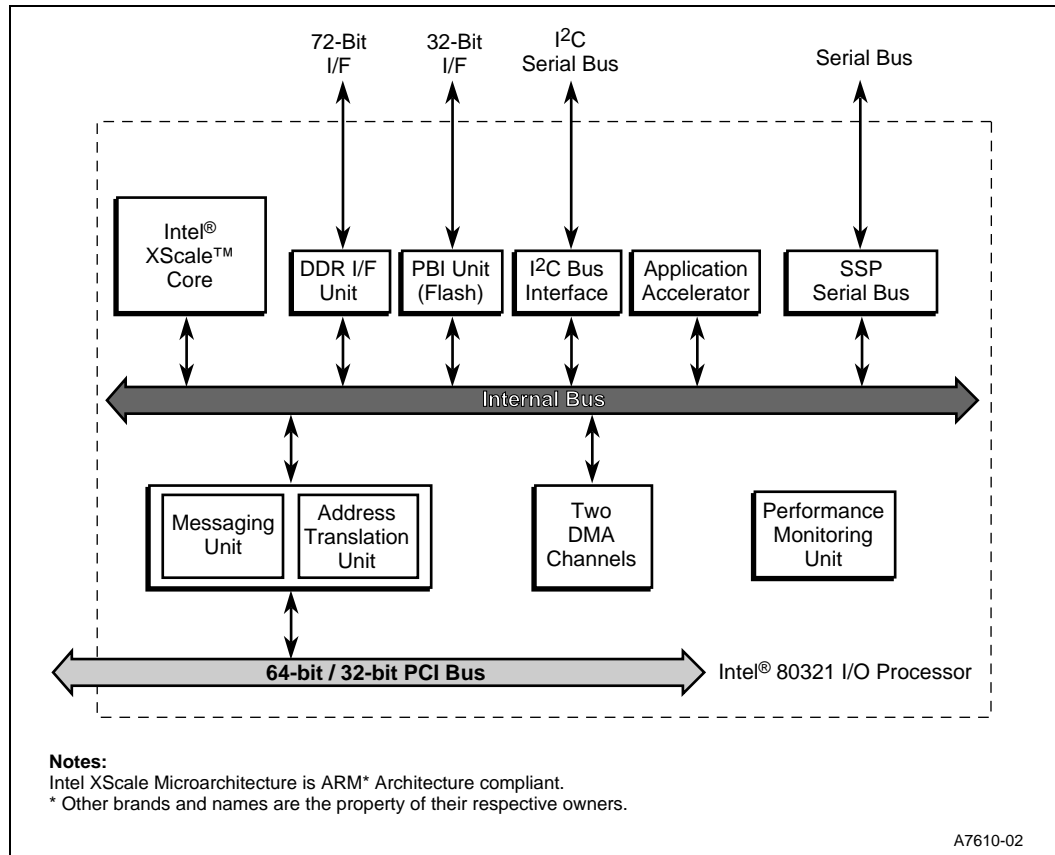 72-Bit
I/F
32-Bit
I/F
I²C
Serial Bus
Serial Bus
Intel®
XScale™
Core
DDR I/F
Unit
PBI Unit
(Flash)
I²C Bus
Interface
Application
Accelerator
SSP
Serial Bus
Internal Bus
Messaging
Unit
Address
Translation
Unit
Two
DMA
Channels
Performance
Monitoring
Unit
64-bit / 32-bit PCI Bus
Intel® 80321 I/O Processor
Notes:
Intel XScale Microarchitecture is ARM* Architecture compliant.
* Other brands and names are the property of their respective owners.
A7610-02